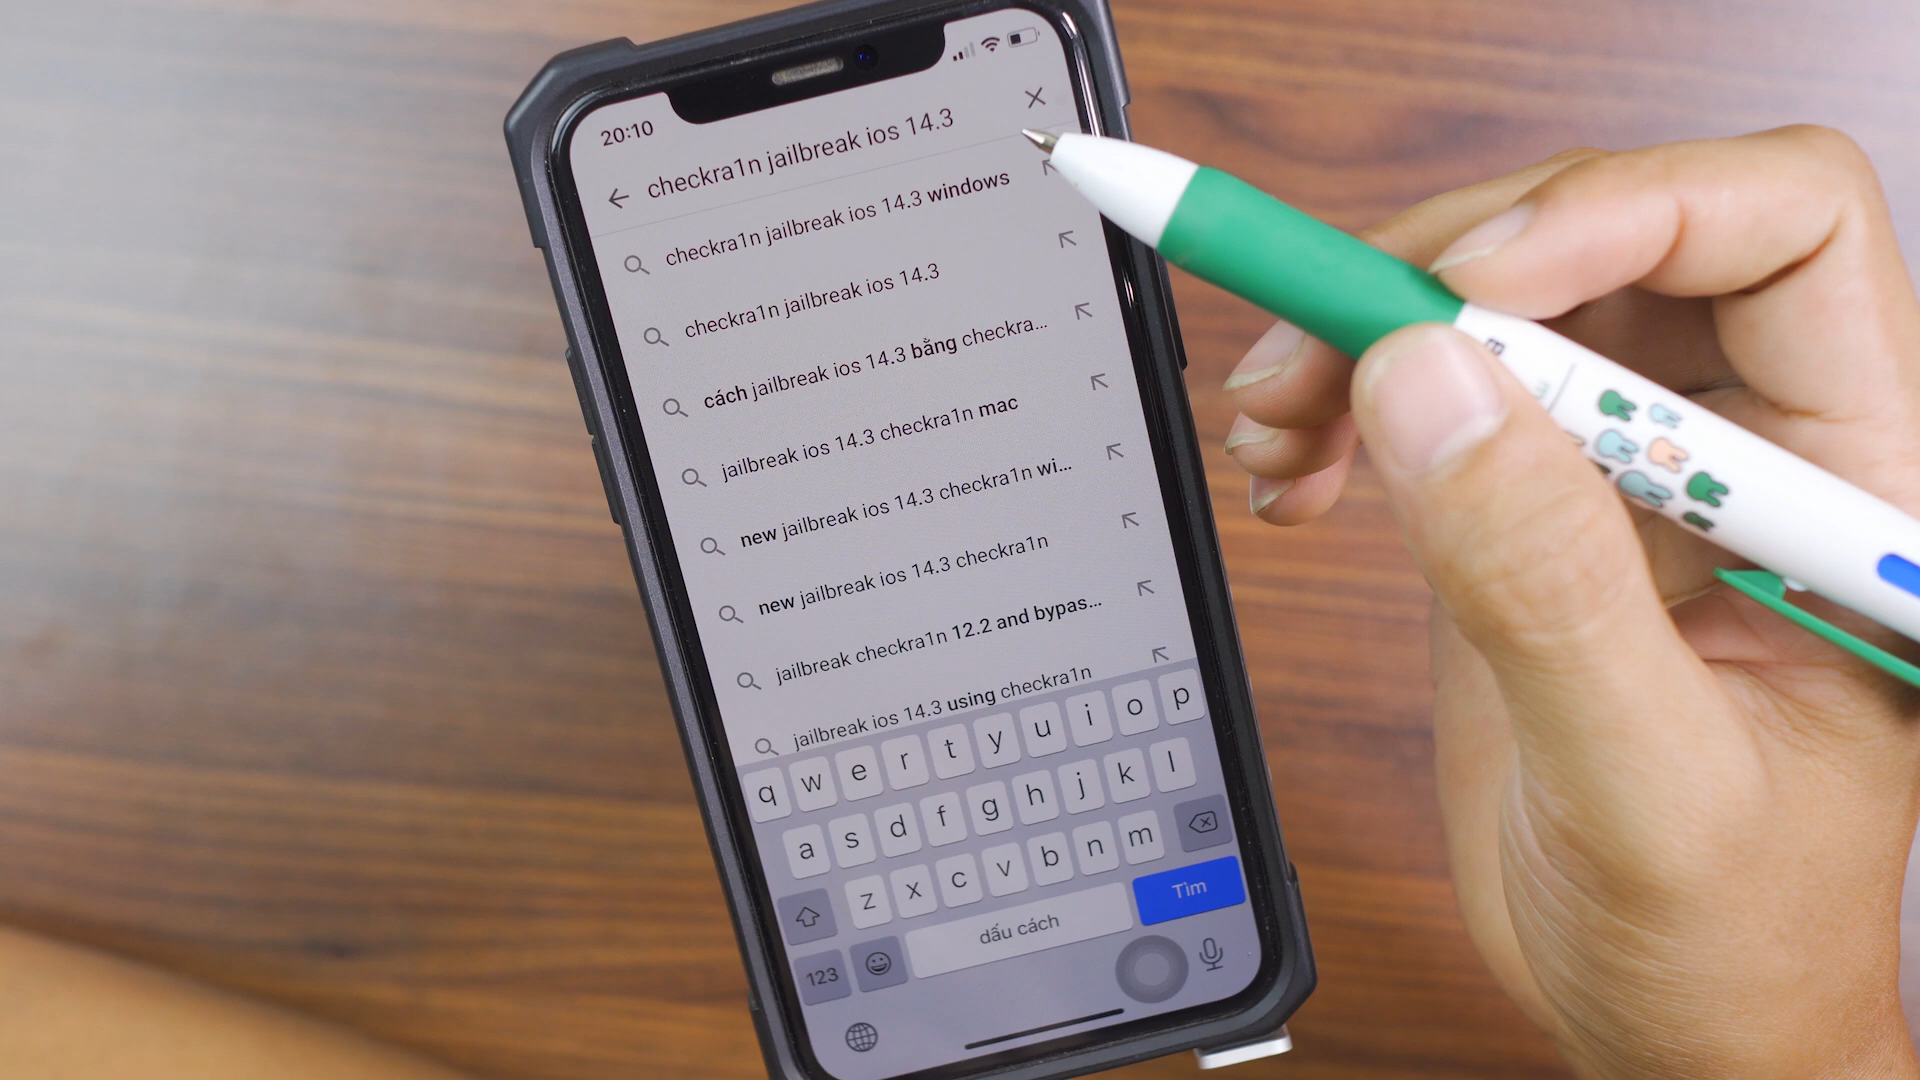 20:10
checkra1n jailbreak ios 14.3
checkra1n jailbreak ios 14.3 windows
checkra1n jailbreak ios 14.3
cách jailbreak ios 14.3 bằng checkra...
jailbreak ios 14.3 checkra1n mac
new jailbreak ios 14.3 checkra1n wi...
new jailbreak ios 14.3 checkra1n
jailbreak checkra1n 12.2 and bypas...
jailbreak ios 14.3 using checkra1n
q w e r t y u i o p
a s d f g h j k l
z x c v b n m
123 dấu cách Tìm